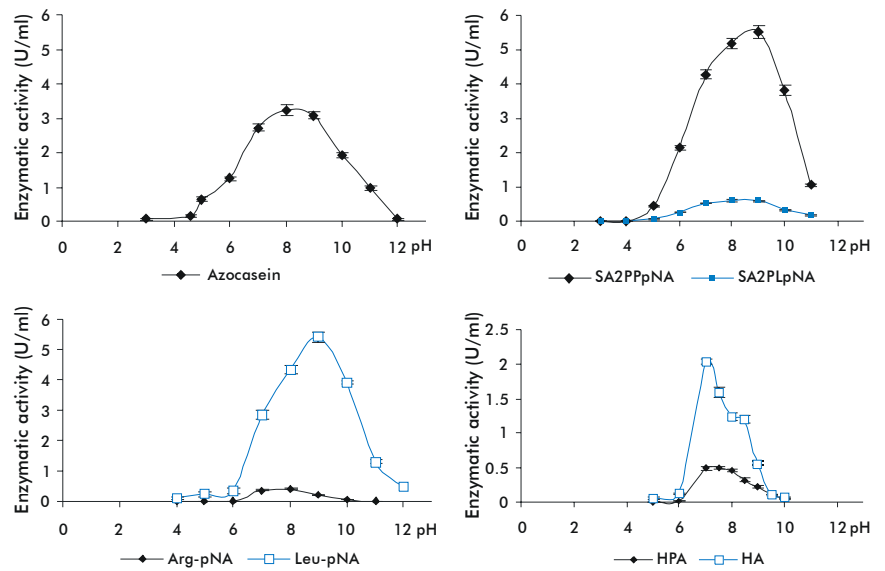 Enzymatic activity (U/ml)
6
5
4
3
2
1
0
0 2 4 6 8 10 12 pH
Azocasein
Enzymatic activity (U/ml)
6
5
4
3
2
1
0
0 2 4 6 8 10 12 pH
SA2PPpNA SA2PLpNA
Enzymatic activity (U/ml)
6
5
4
3
2
1
0
0 2 4 6 8 10 12 pH
Arg-pNA Leu-pNA
Enzymatic activity (U/ml)
2.5
2
1.5
1
0.5
0
0 2 4 6 8 10 12 pH
HPA HA